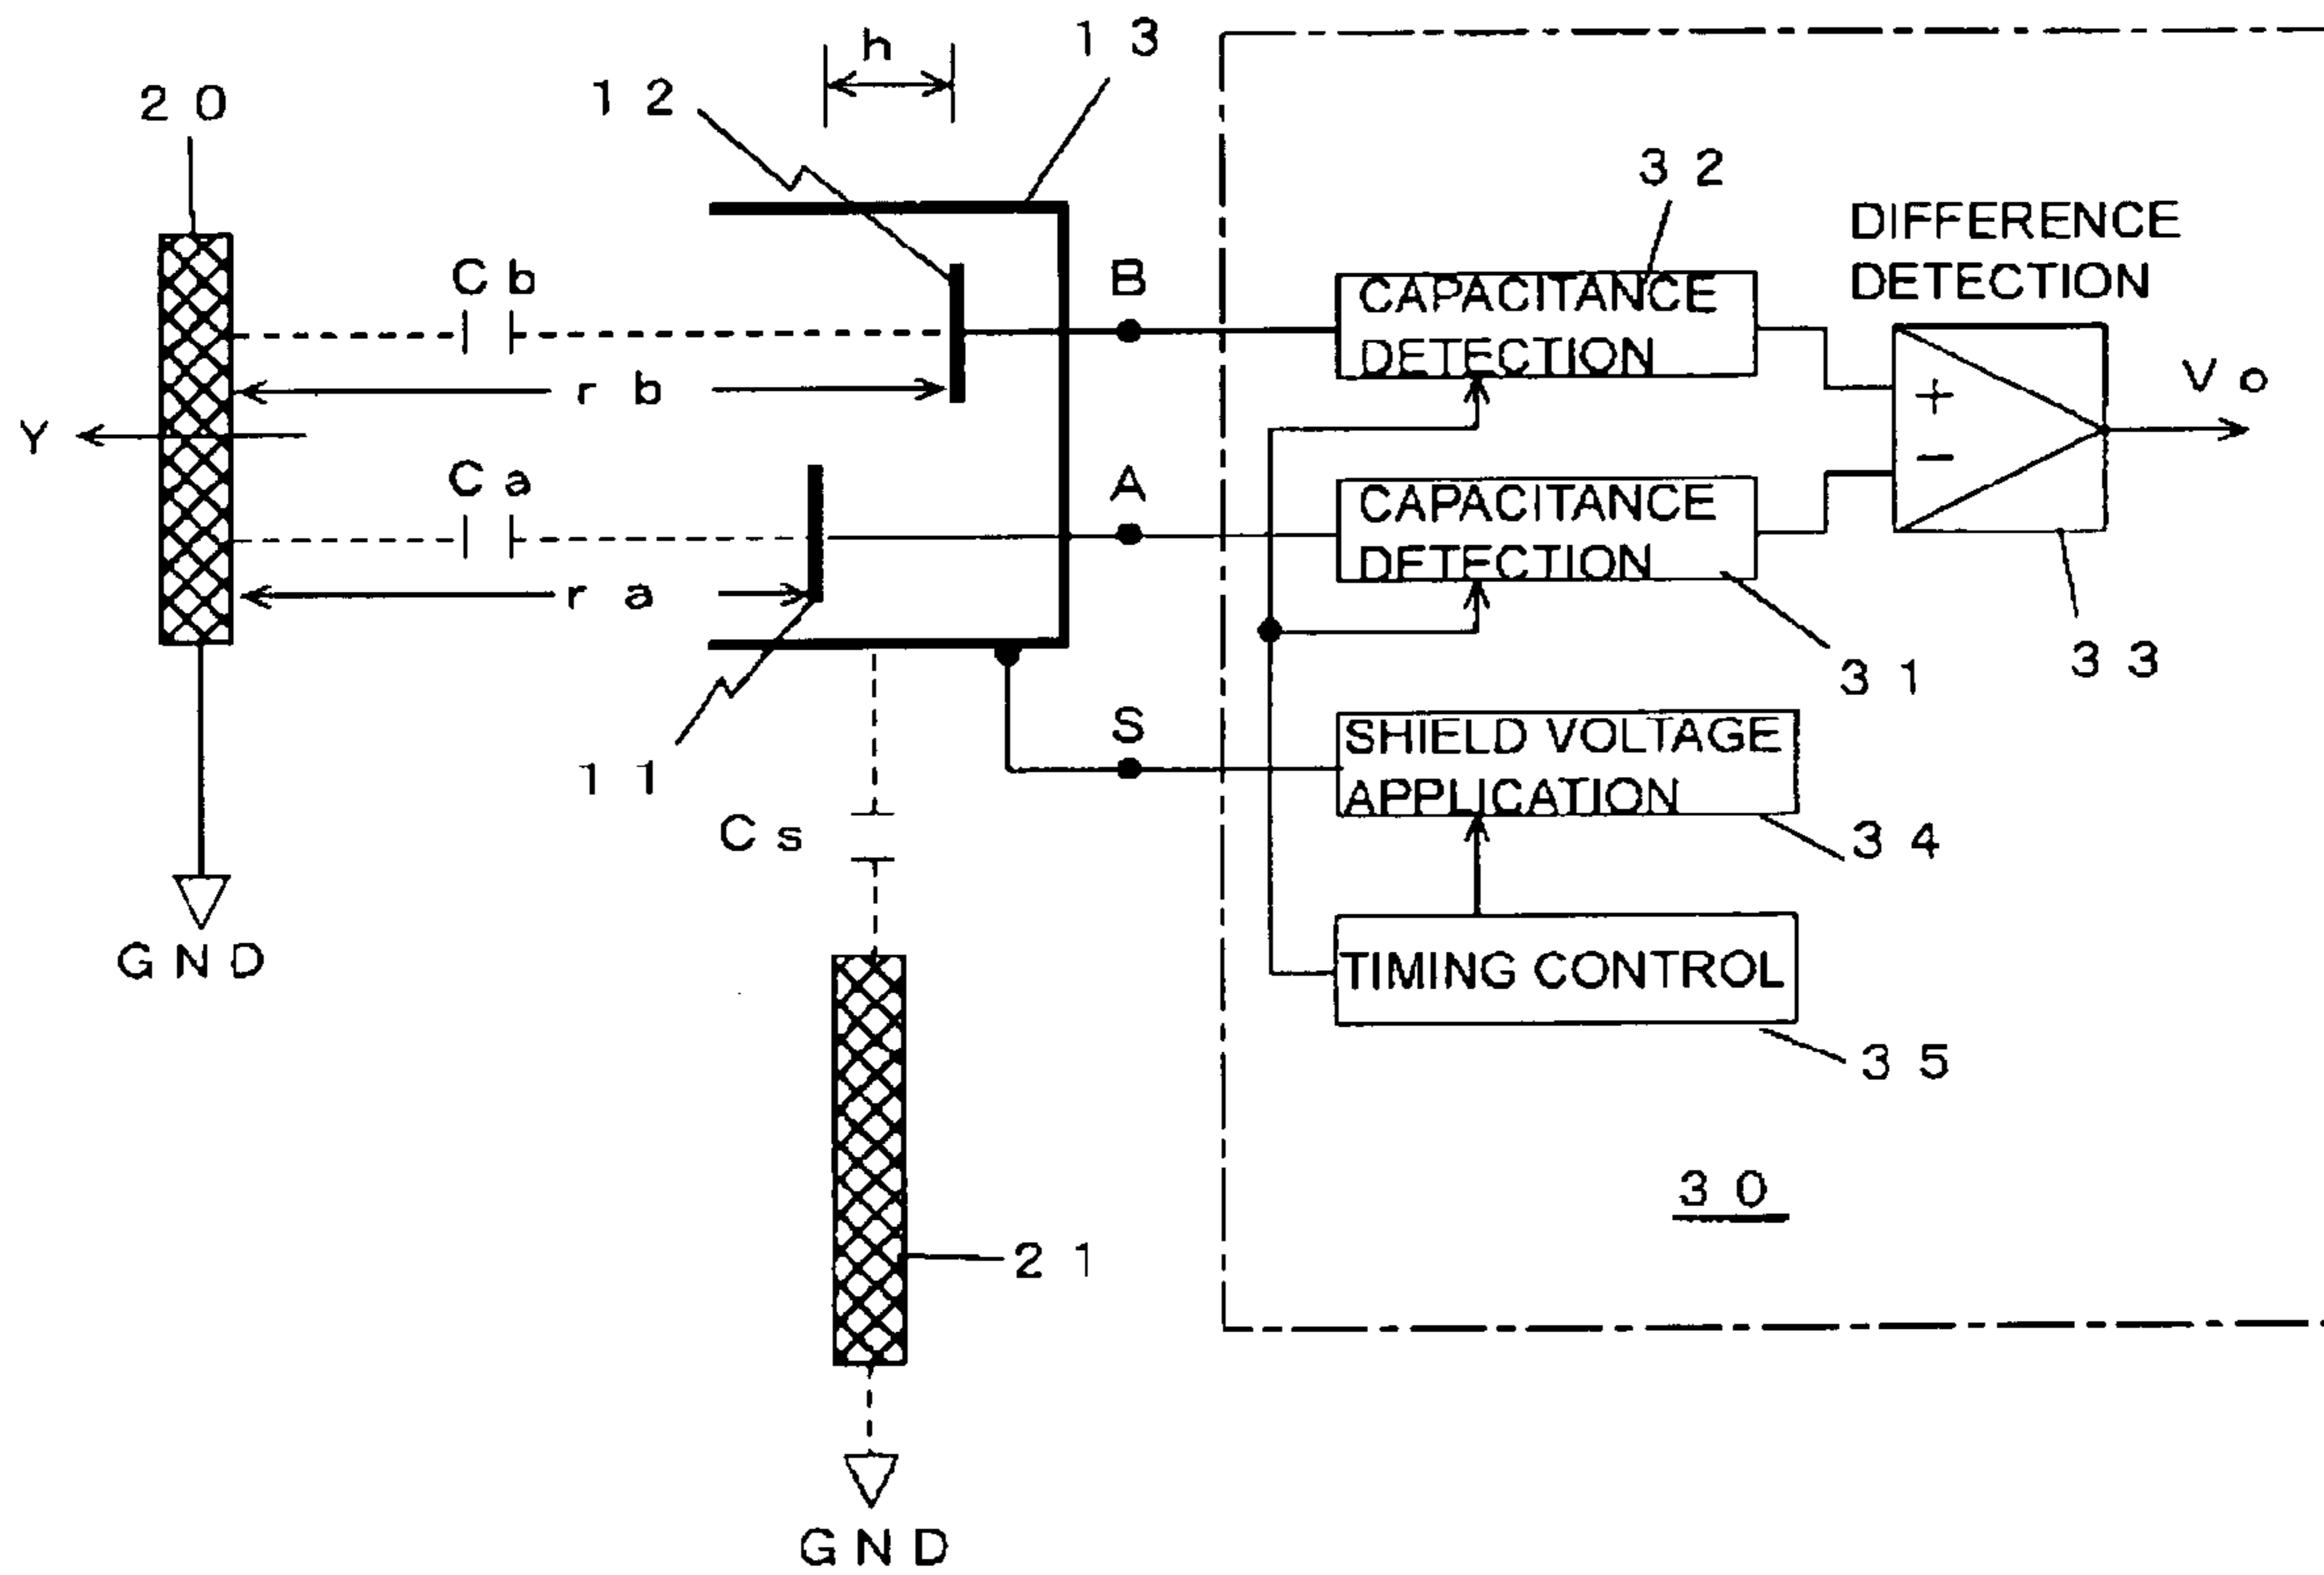 h
1 3
1 2
2 0
3 2
DIFFERENCE
DETECTION
C b
B
CAPACITANCE
DETECTION
r b
+
V o
Y
C a
A
CAPACITANCE
DETECTION
−
r a
3 1
3 3
1 1
S
SHIELD VOLTAGE
APPLICATION
C s
3 4
G N D
TIMING CONTROL
3 5
3 0
2 1
G N D